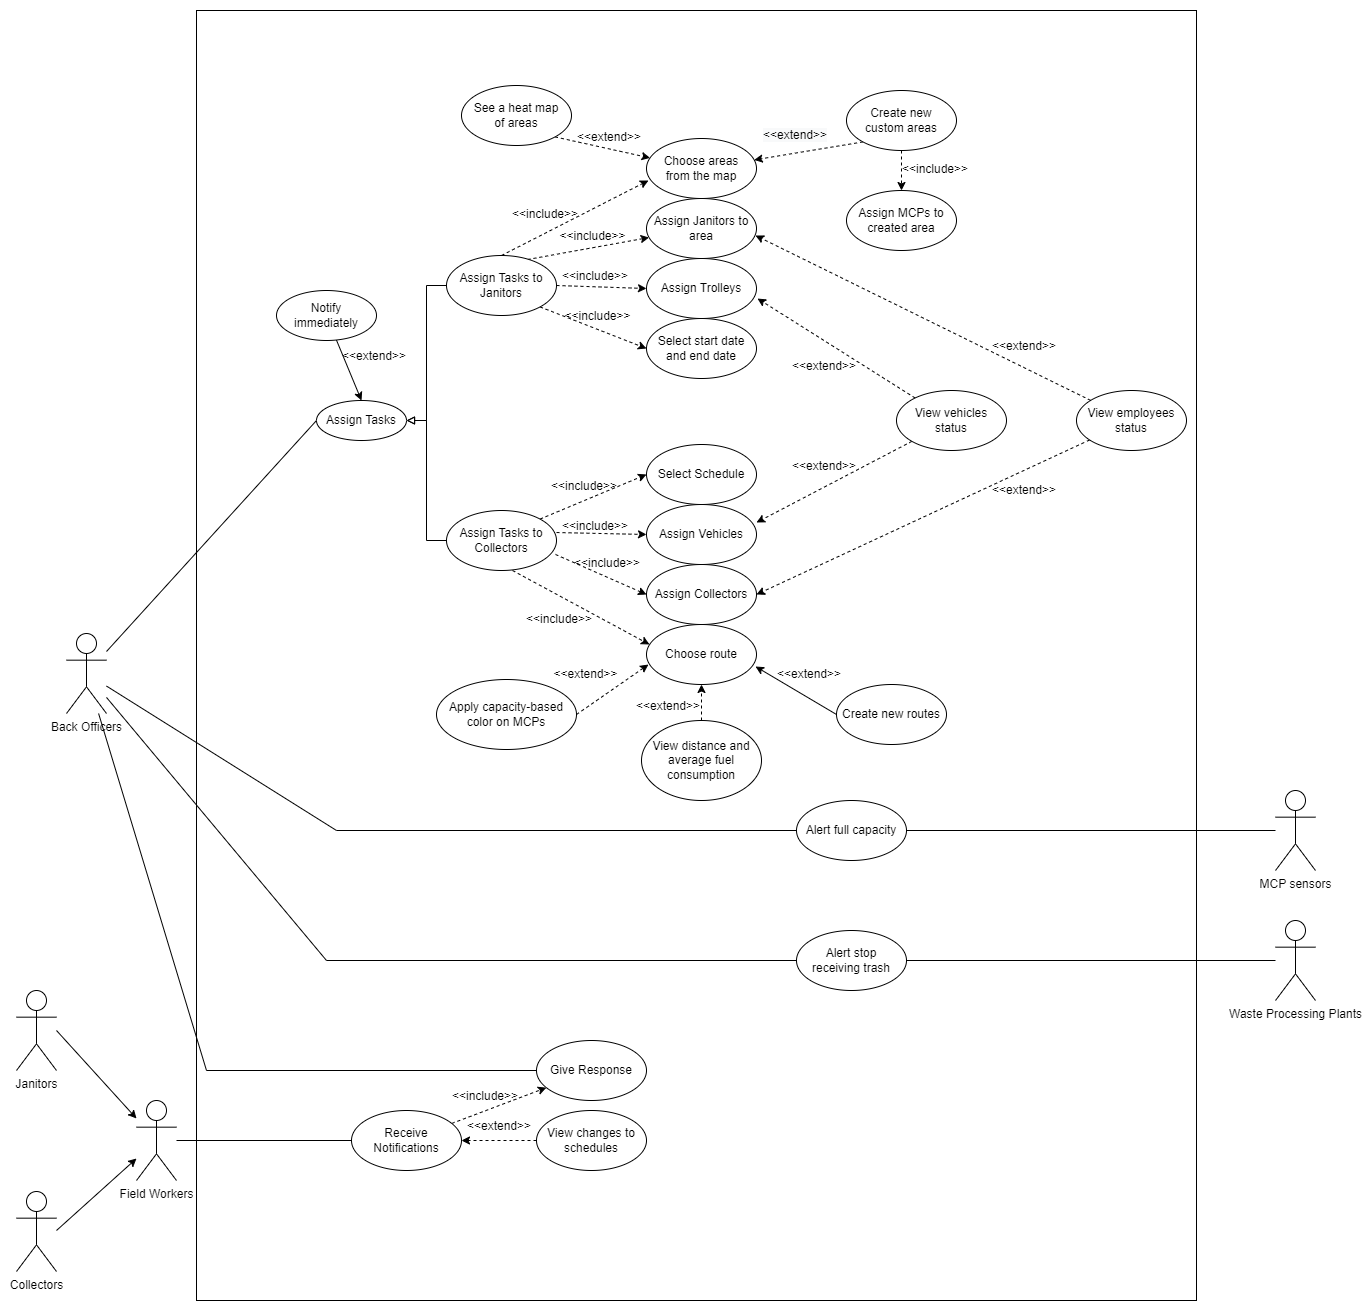 See a heat map
of areas
<<extend>>
Create new
custom areas
<<extend>>
Choose areas
from the map
<<include>>
Assign MCPs to
created area
<<include>>
Assign Janitors to
area
<<include>>
Assign Tasks to
Janitors
<<include>>
Assign Trolleys
<<include>>
Select start date
and end date
Notify
immediately
<<extend>>
<<extend>>
<<extend>>
Assign Tasks
View vehicles
status
View employees
status
<<extend>>
<<extend>>
Select Schedule
<<include>>
Assign Tasks to
Collectors
<<include>>
Assign Vehicles
<<include>>
Assign Collectors
<<include>>
Choose route
<<extend>>
<<extend>>
Apply capacity-based
color on MCPs
<<extend>>
Create new routes
View distance and
average fuel
consumption
Back Officers
Alert full capacity
MCP sensors
Alert stop
receiving trash
Waste Processing Plants
Janitors
Give Response
<<include>>
<<extend>>
Receive
Notifications
View changes to
schedules
Field Workers
Collectors